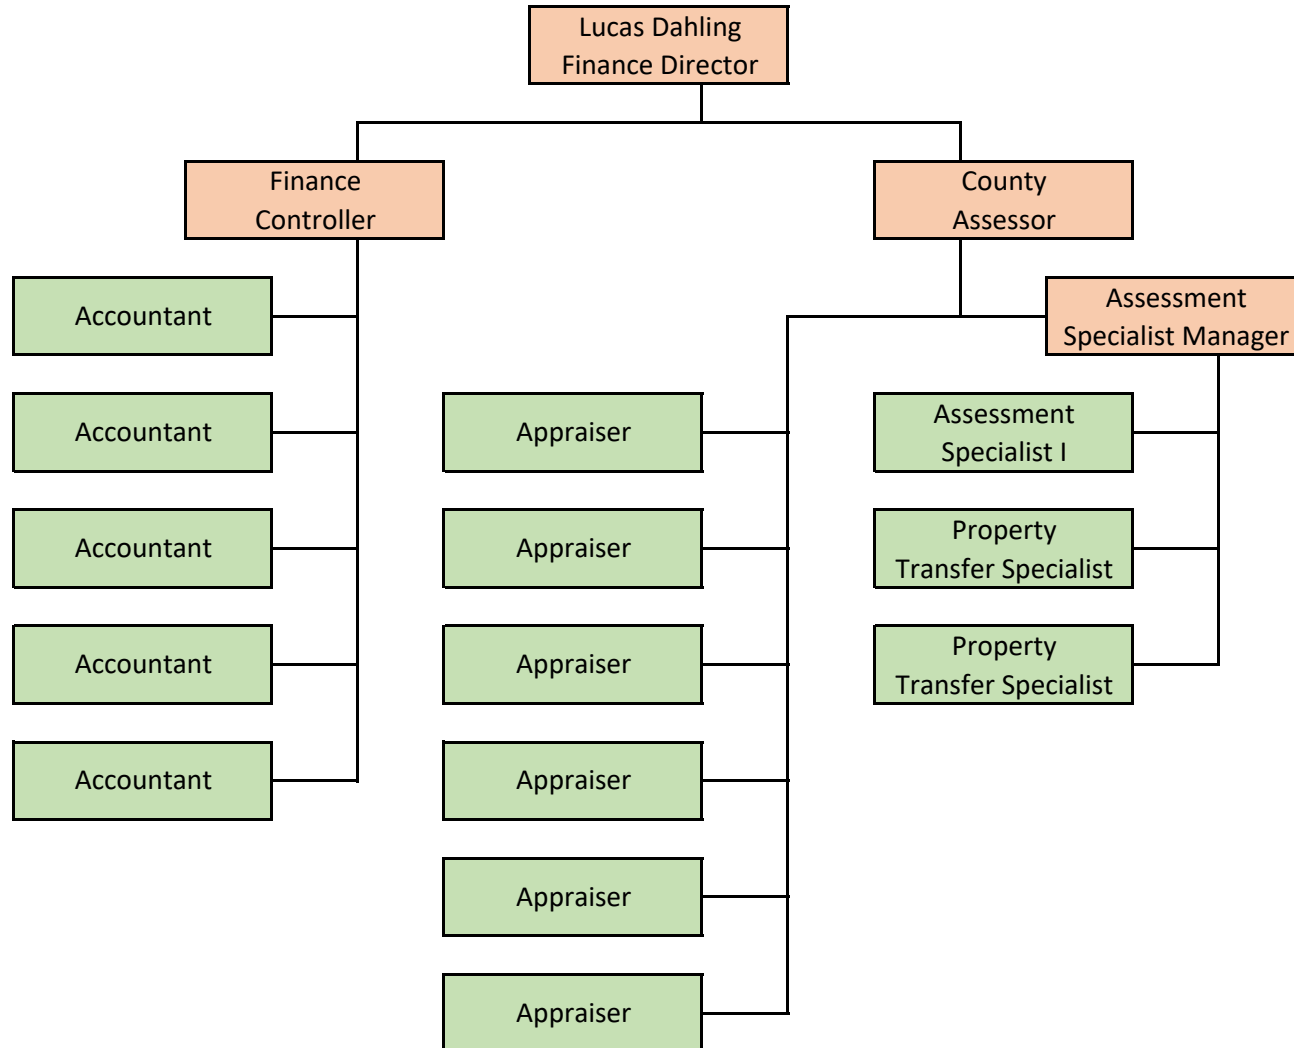 Lucas Dahling
Finance Director
Finance
Controller
County
Assessor
Accountant
Assessment
Specialist Manager
Accountant
Appraiser
Assessment
Specialist I
Accountant
Appraiser
Property
Transfer Specialist
Accountant
Appraiser
Property
Transfer Specialist
Accountant
Appraiser
Appraiser
Appraiser